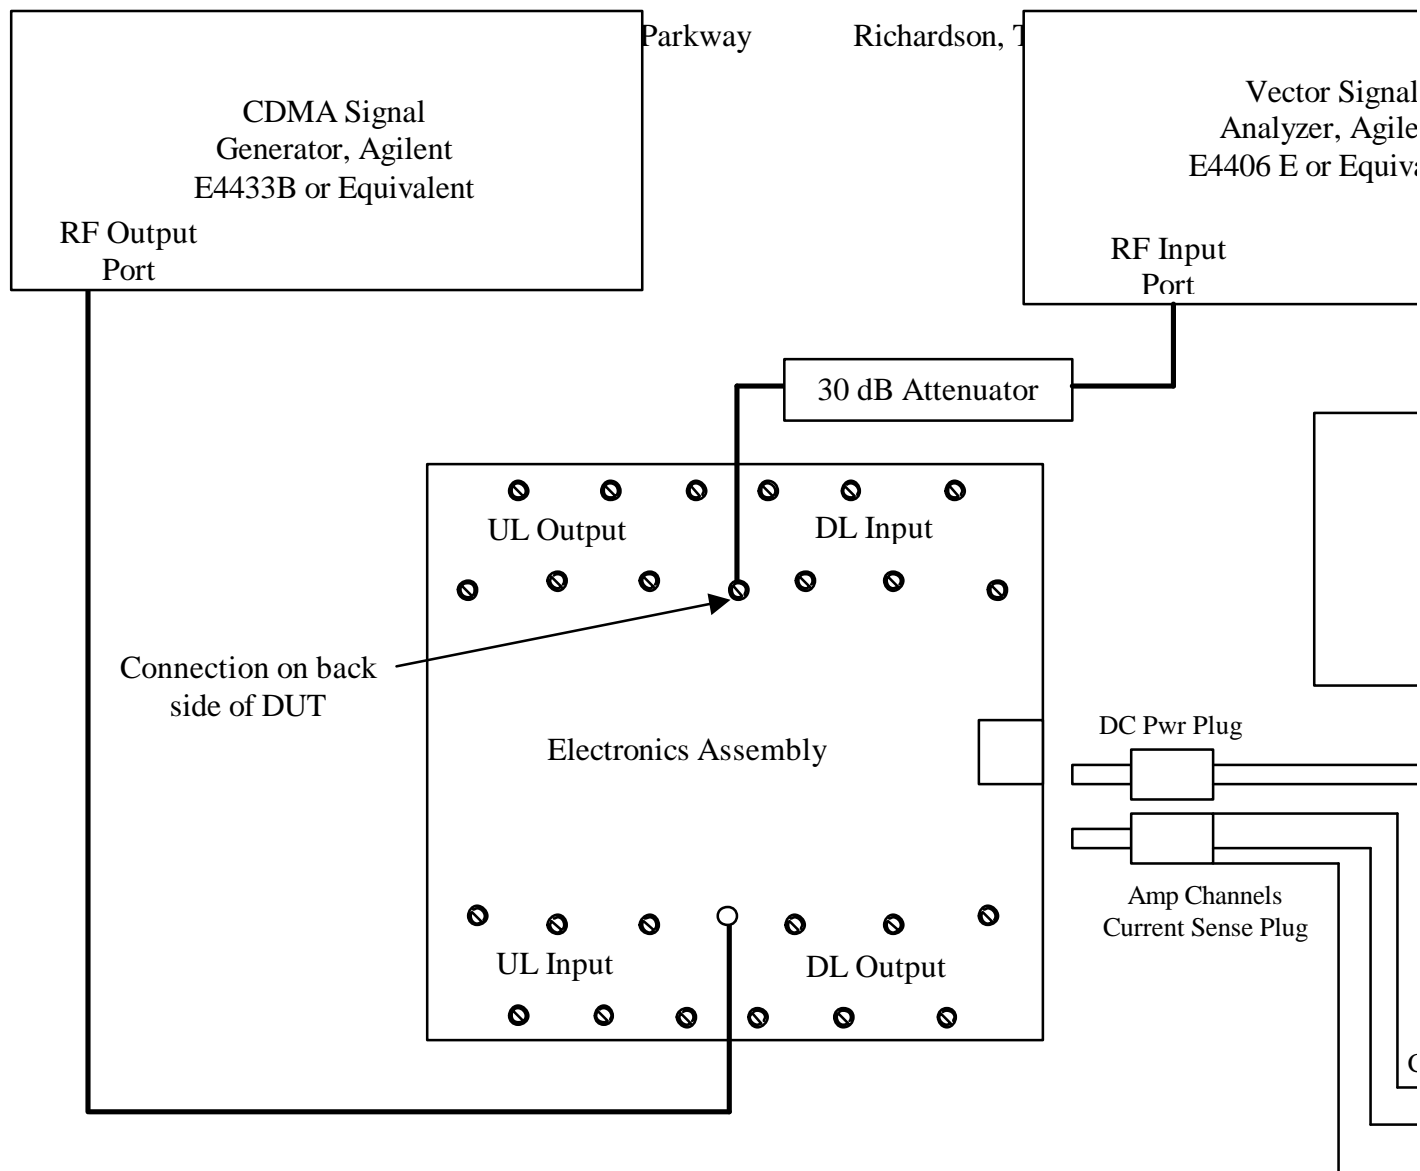 Parkway Richardson, T
CDMA Signal
Generator, Agilent
E4433B or Equivalent
RF Output
Port
Vector Signal
Analyzer, Agile
E4406 E or Equiva
RF Input
Port
30 dB Attenuator
UL Output
DL Input
Connection on back
side of DUT
Electronics Assembly
DC Pwr Plug
Amp Channels
Current Sense Plug
UL Input
DL Output